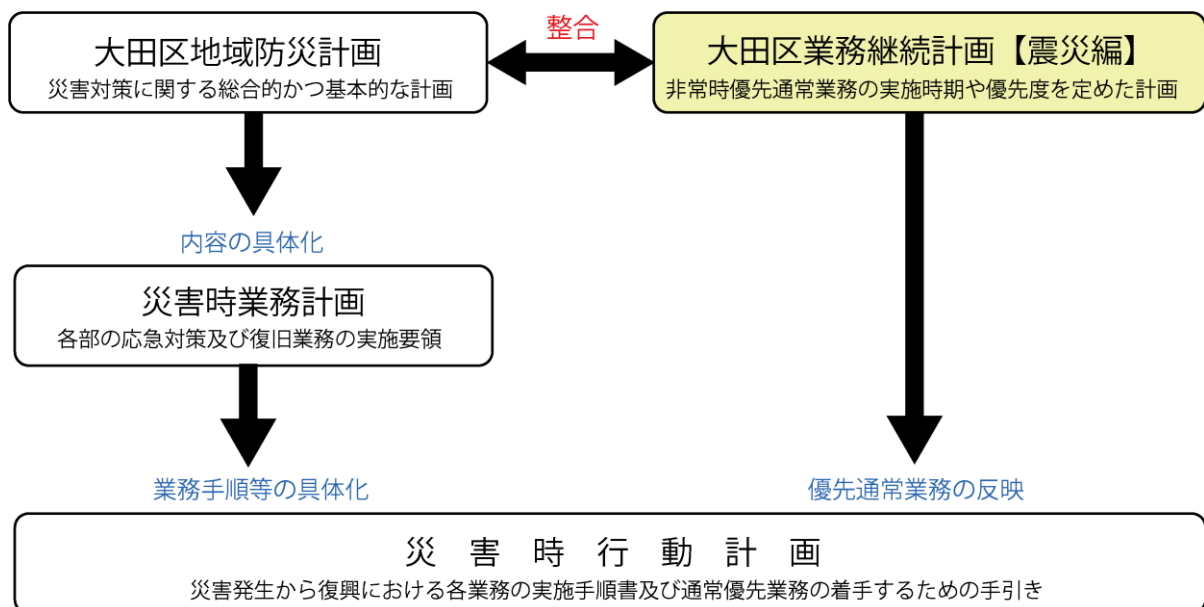 大田区地域防災計画
災害対策に関する総合的かつ基本的な計画
整合
大田区業務継続計画【震災編】
非常時優先通常業務の実施時期や優先度を定めた計画
内容の具体化
災害時業務計画
各部の応急対策及び復旧業務の実施要領
業務手順等の具体化
優先通常業務の反映
災害時行動計画
災害発生から復興における各業務の実施手順書及び通常優先業務の着手するための手引き